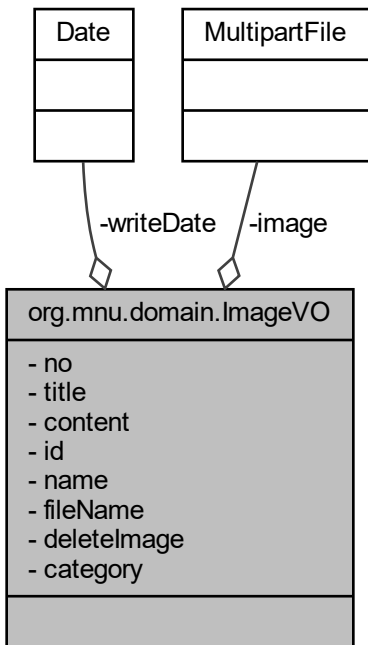 Date
MultipartFile
-writeDate
-image
org.mnu.domain.ImageVO
- no
- title
- content
- id
- name
- fileName
- deleteImage
- category